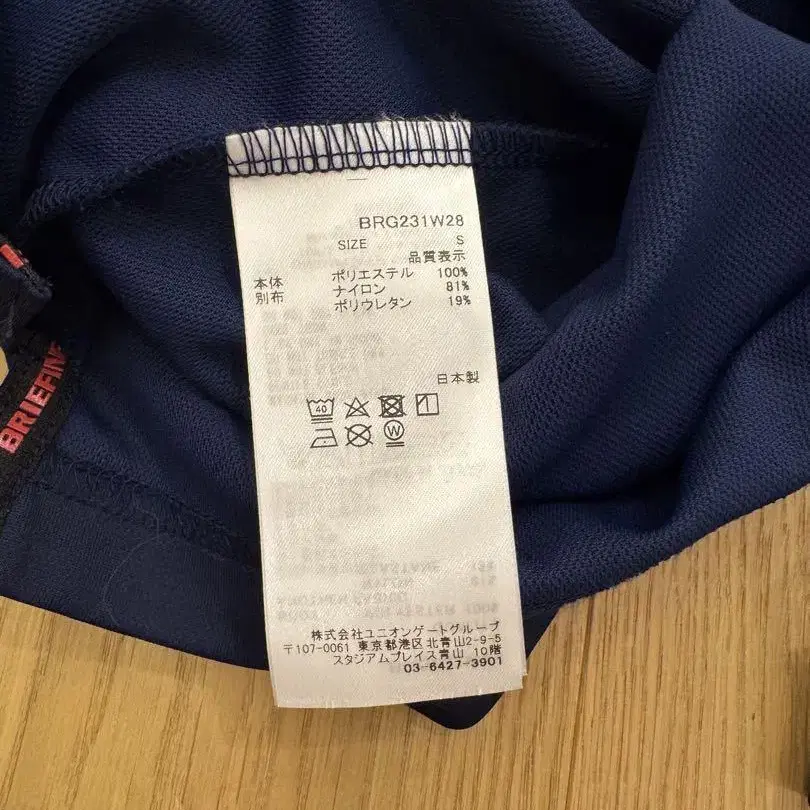 BRG231W28
SIZE S
品質表示
本体 ポリエステル 100%
別布 ナイロン 81%
ポリウレタン 19%
日本製
40
W
株式会社ユニオンゲートグループ
〒107-0061 東京都港区北青山2-9-5
スタジアムプレイス青山 10階
03-6427-3901
BRIEFING